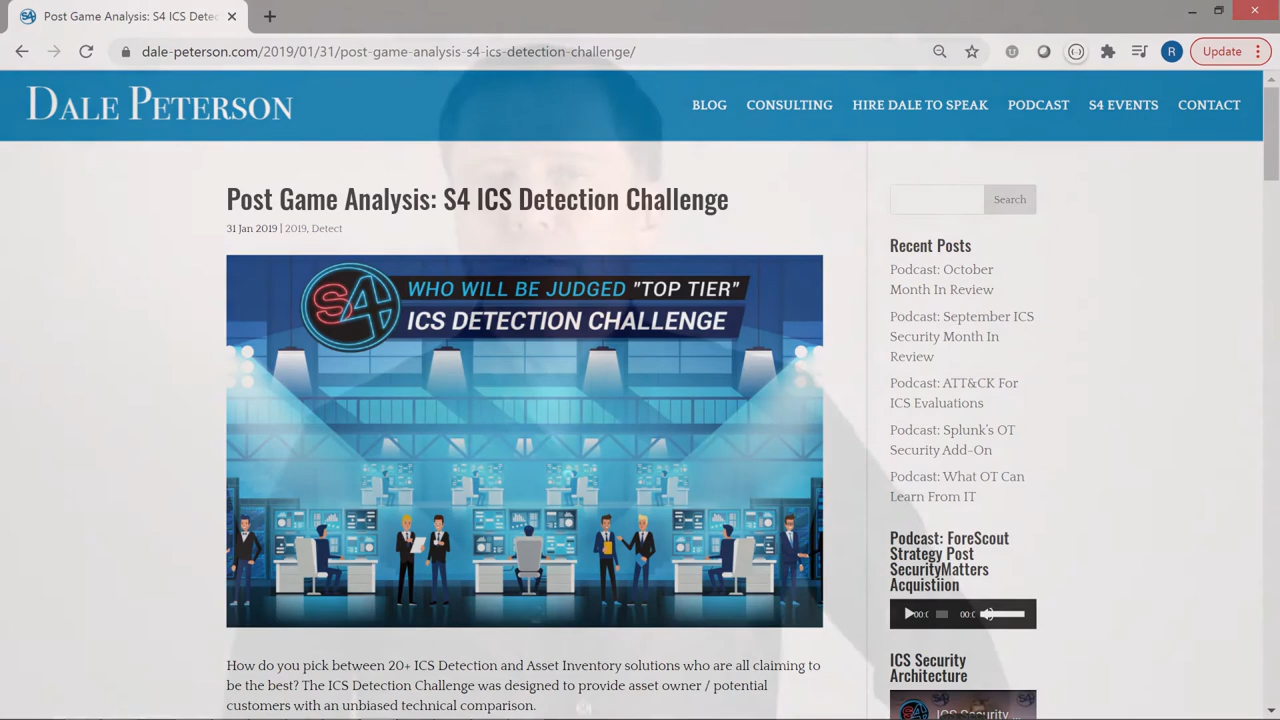 Post Game Analysis: S4 ICS Detec
dale-peterson.com/2019/01/31/post-game-analysis-s4-ics-detection-challenge/
R
Update
DALE PETERSON
BLOG CONSULTING HIRE DALE TO SPEAK PODCAST S4 EVENTS CONTACT
Post Game Analysis: S4 ICS Detection Challenge
31 Jan 2019 | 2019, Detect
S4 WHO WILL BE JUDGED "TOP TIER"
ICS DETECTION CHALLENGE
How do you pick between 20+ ICS Detection and Asset Inventory solutions who are all claiming to
be the best? The ICS Detection Challenge was designed to provide asset owner / potential
customers with an unbiased technical comparison.
Search
Recent Posts
Podcast: October
Month In Review
Podcast: September ICS
Security Month In
Review
Podcast: ATT&CK For
ICS Evaluations
Podcast: Splunk's OT
Security Add-On
Podcast: What OT Can
Learn From IT
Podcast: ForeScout
Strategy Post
SecurityMatters
Acquistiion
00:0 00:0
ICS Security
Architecture
ICS Security ...